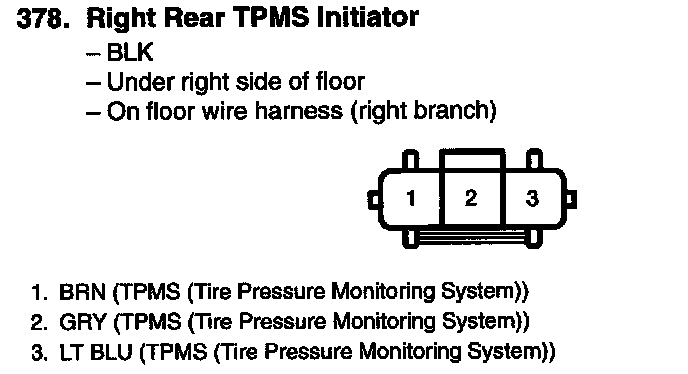 378. Right Rear TPMS Initiator
– BLK
– Under right side of floor
– On floor wire harness (right branch)
1 2 3
1. BRN (TPMS (Tire Pressure Monitoring System))
2. GRY (TPMS (Tire Pressure Monitoring System))
3. LT BLU (TPMS (Tire Pressure Monitoring System))